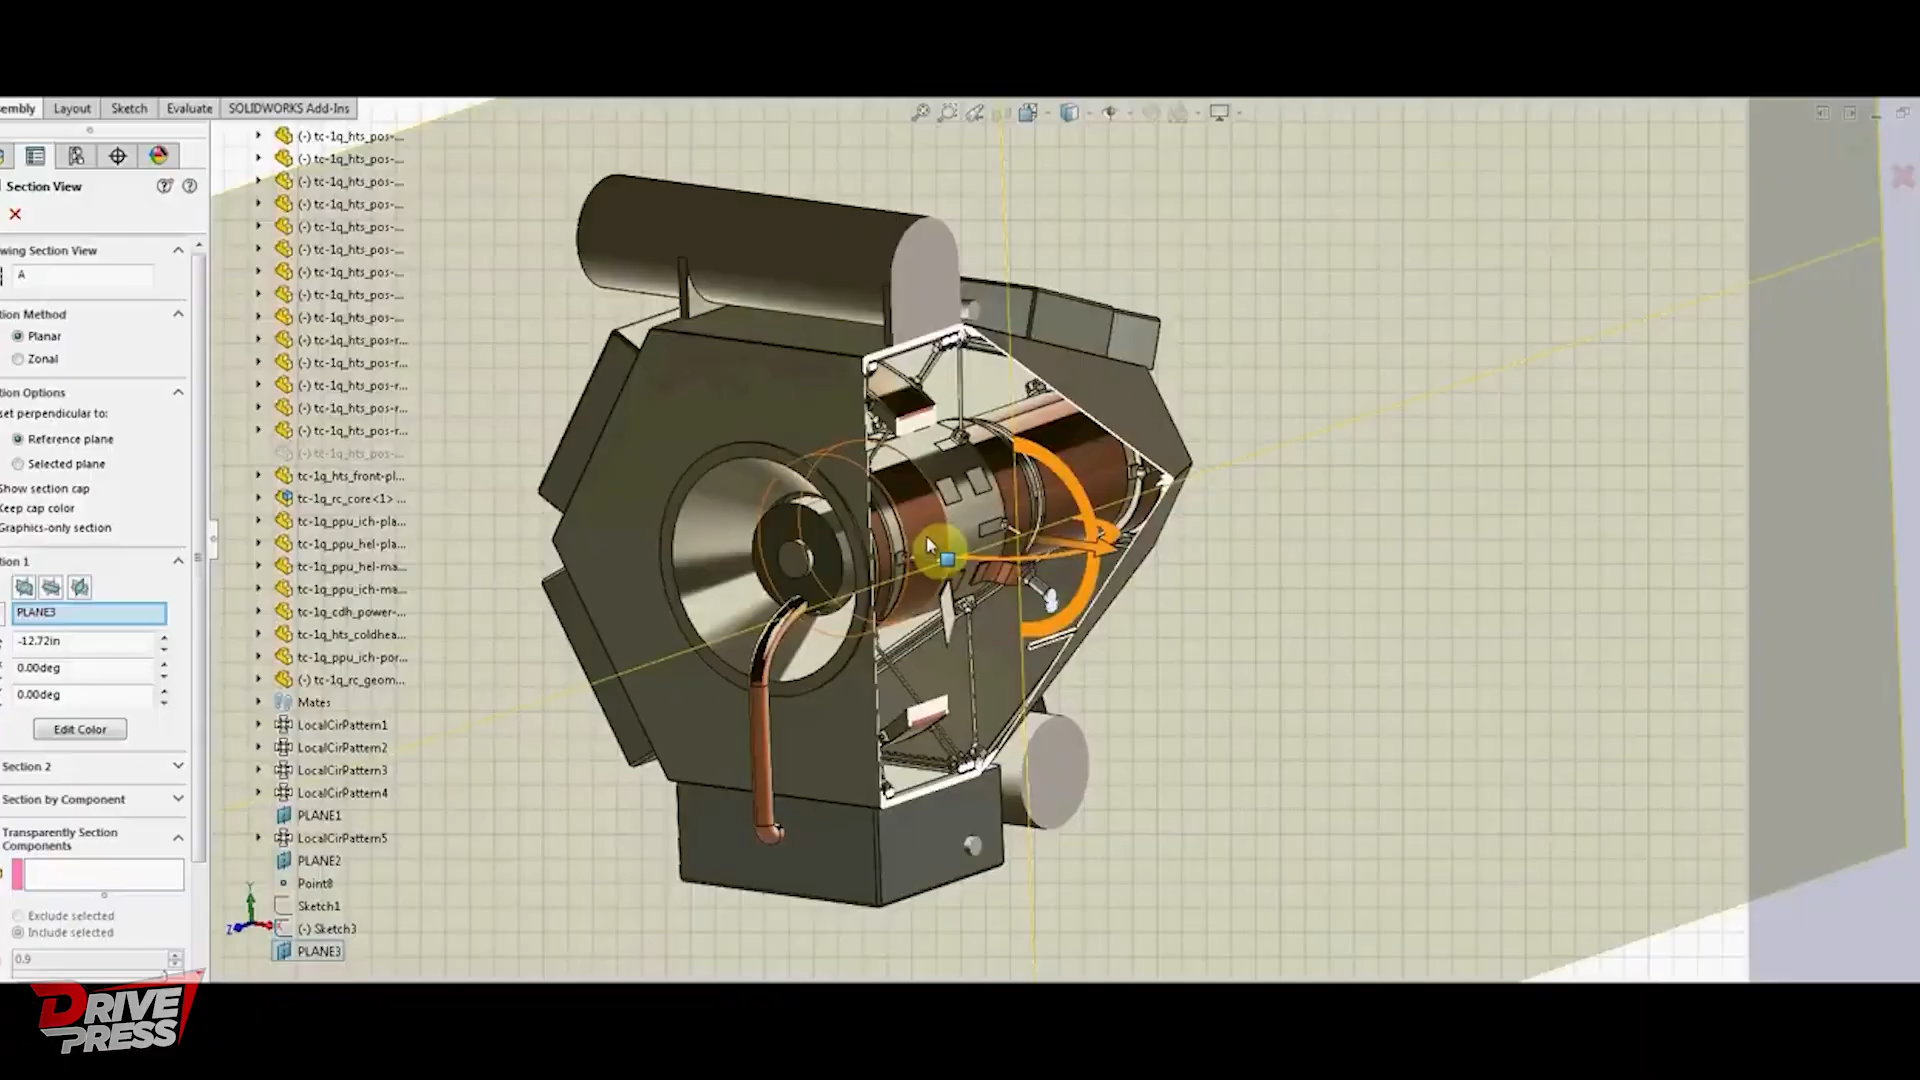 embly Layout Sketch Evaluate SOLIDWORKS Add-Ins
Section View
wing Section View
A
tion Method
Planar
Zonal
tion Options
set perpendicular to:
Reference plane
Selected plane
Show section cap
Keep cap color
Graphics-only section
tion 1
PLANE3
-12.72in
0.00deg
0.00deg
Edit Color
Section 2
Section by Component
Transparently Section
Components
Exclude selected
Include selected
0.9
(-) tc-1q_hts_pos-...
(-) tc-1q_hts_pos-...
(-) tc-1q_hts_pos-...
(-) tc-1q_hts_pos-...
(-) tc-1q_hts_pos-...
(-) tc-1q_hts_pos-...
(-) tc-1q_hts_pos-...
(-) tc-1q_hts_pos-...
(-) tc-1q_hts_pos-...
(-) tc-1q_hts_pos-r...
(-) tc-1q_hts_pos-r...
(-) tc-1q_hts_pos-r...
(-) tc-1q_hts_pos-r...
(-) tc-1q_hts_pos-r...
(-) tc-1q_hts_pos-...
tc-1q_hts_front-pl...
tc-1q_rc_core<1> ...
tc-1q_ppu_ich-pla...
tc-1q_ppu_hel-pla...
tc-1q_ppu_hel-ma...
tc-1q_ppu_ich-ma...
tc-1q_cdh_power-...
tc-1q_hts_coldhea...
tc-1q_ppu_ich-por...
(-) tc-1q_rc_geom...
Mates
LocalCirPattern1
LocalCirPattern2
LocalCirPattern3
LocalCirPattern4
PLANE1
LocalCirPattern5
PLANE2
Point8
Sketch1
(-) Sketch3
PLANE3
Y
Z
DRIVE
PRESS